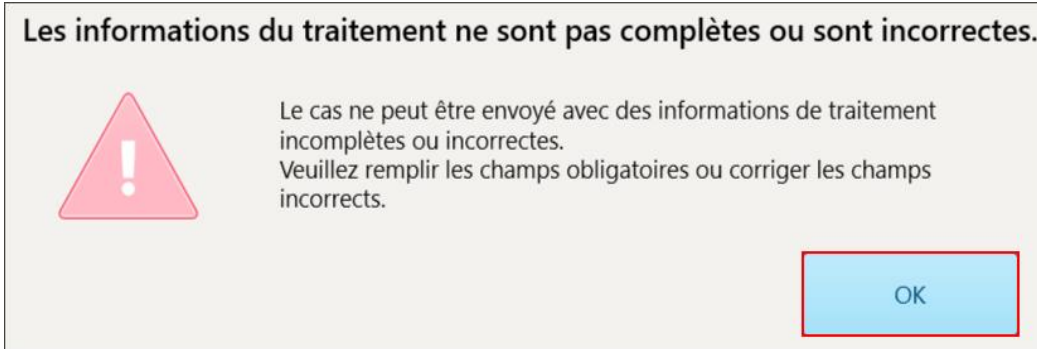 Les informations du traitement ne sont pas complètes ou sont incorrectes.
Le cas ne peut être envoyé avec des informations de traitement
incomplètes ou incorrectes.
Veuillez remplir les champs obligatoires ou corriger les champs
incorrects.
OK